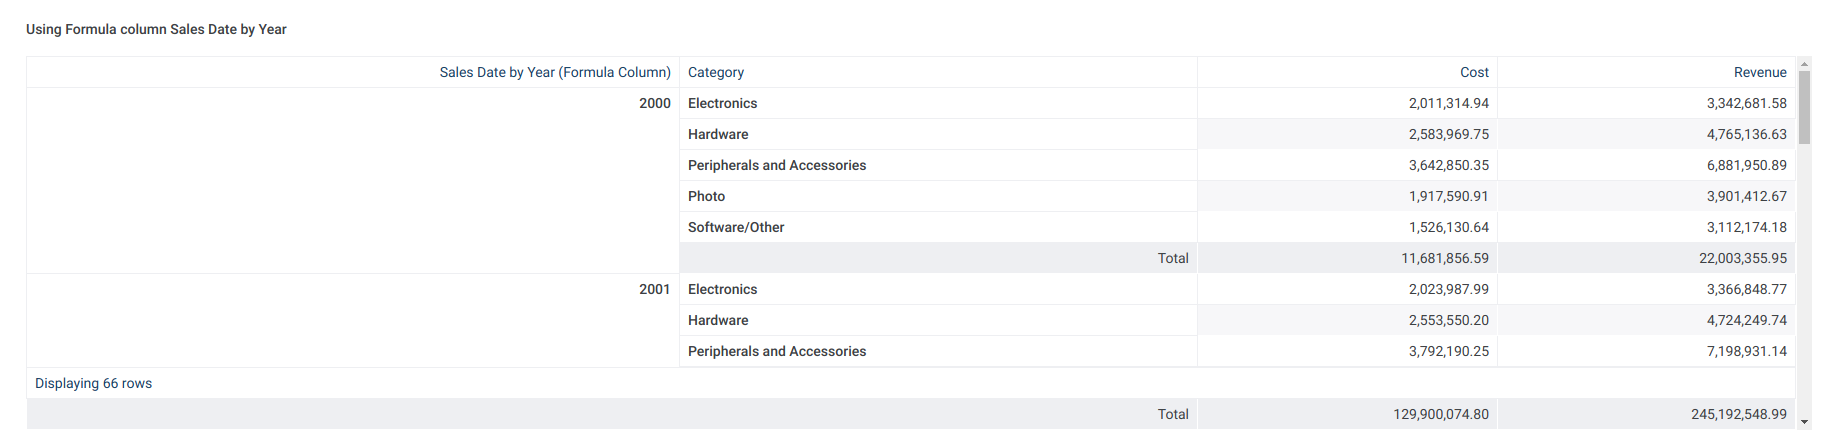 Using Formula column Sales Date by Year
Sales Date by Year (Formula Column) Category Cost Revenue
2000 Electronics 2,011,314.94 3,342,681.58
Hardware 2,583,969.75 4,765,136.63
Peripherals and Accessories 3,642,850.35 6,881,950.89
Photo 1,917,590.91 3,901,412.67
Software/Other 1,526,130.64 3,112,174.18
Total 11,681,856.59 22,003,355.95
2001 Electronics 2,023,987.99 3,366,848.77
Hardware 2,553,550.20 4,724,249.74
Peripherals and Accessories 3,792,190.25 7,198,931.14
Displaying 66 rows
Total 129,900,074.80 245,192,548.99